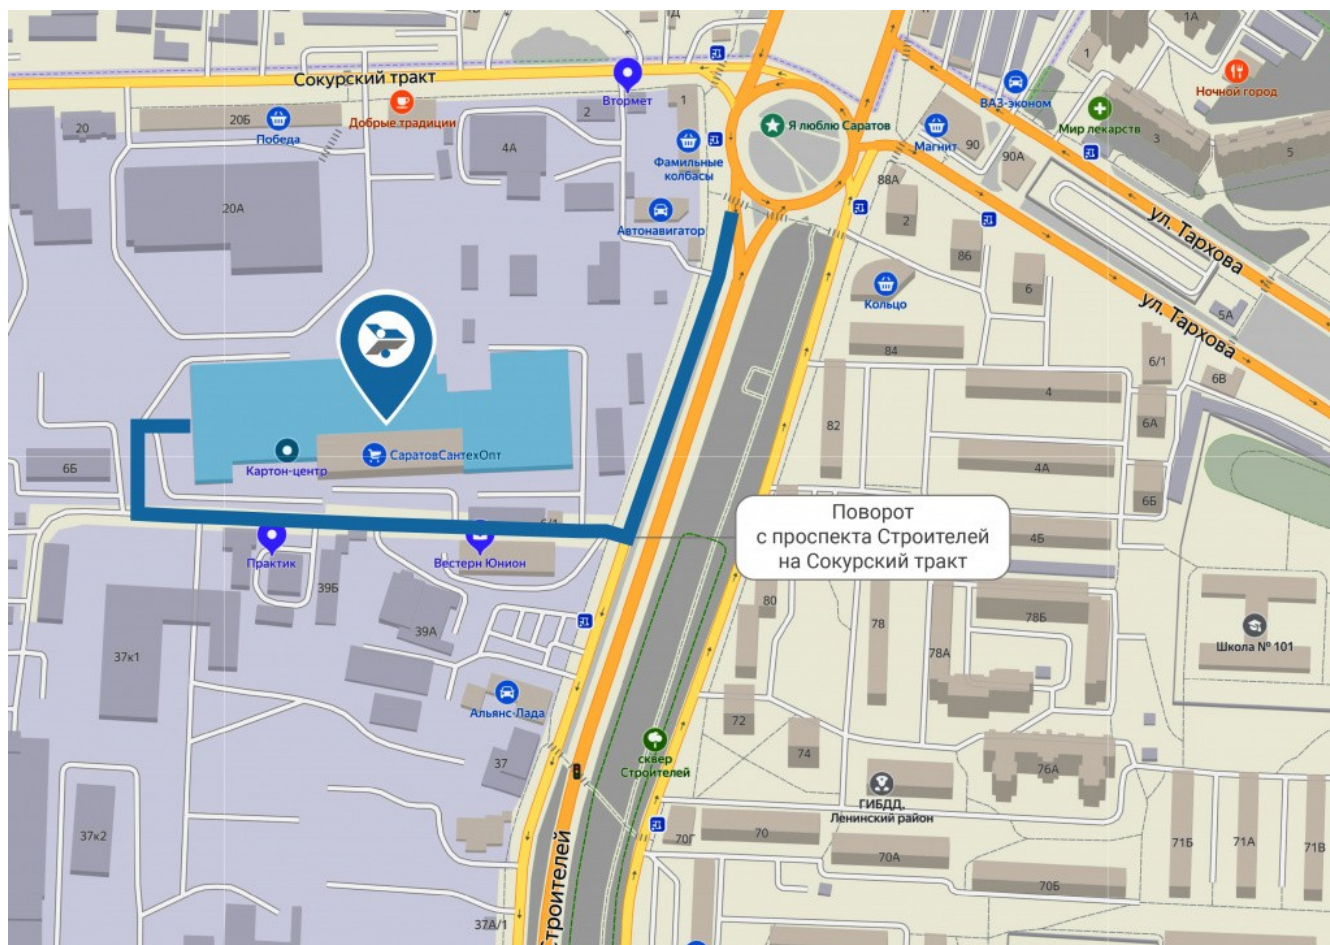 1А
1Д
1
Сокурский тракт
Втормет
ВАЗ-эконом
Ночной город
20
20Б
Победа
Добрые традиции
2
1
Я люблю Саратов
Магнит
90
90А
Мир лекарств
3
5
4А
Фамильные
колбасы
88А
20А
Автонавигатор
2
86
6
ул. Тархова
Кольцо
5А
ул. Тархова
84
6/1
6В
4
6А
82
6Б
Картон-центр
СаратовСантехОпт
4А
6Б
6/1
Поворот
с проспекта Строителей
на Сокурский тракт
4Б
Практик
Вестерн Юнион
39Б
39А
80
78
78Б
Школа № 101
37к1
78А
Альянс-Лада
72
74
37
сквер
Строителей
76А
ГИБДД,
Ленинский район
37к2
70Г
70
70А
71Б
71А
71В
70Б
37А/1
Строителей